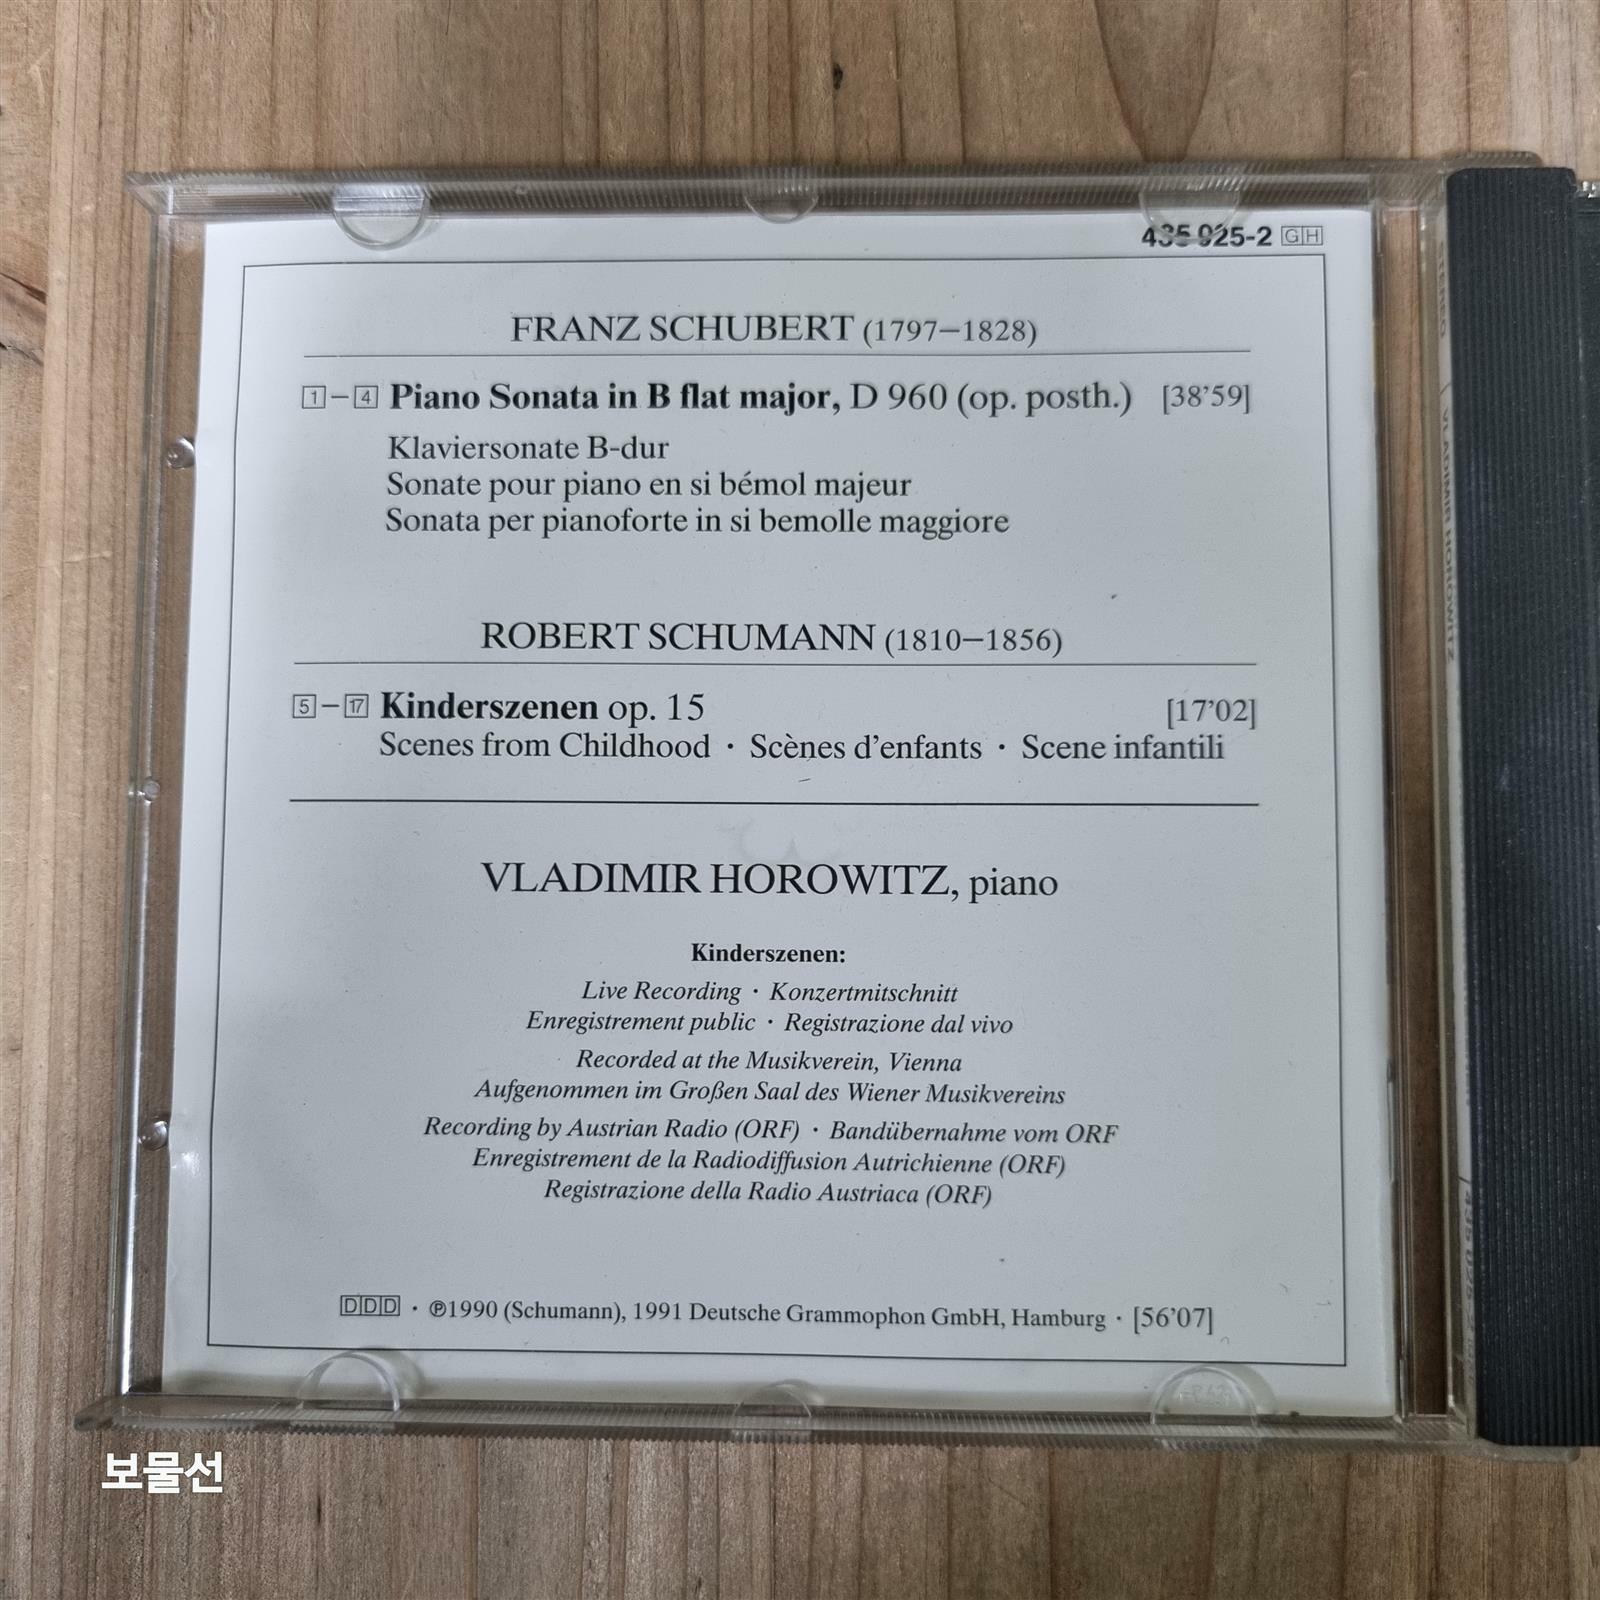 435 025-2 GH
FRANZ SCHUBERT (1797–1828)
1 – 4 Piano Sonata in B flat major, D 960 (op. posth.) [38’59]
Klaviersonate B-dur
Sonate pour piano en si bémol majeur
Sonata per pianoforte in si bemolle maggiore
ROBERT SCHUMANN (1810–1856)
5 – 17 Kinderszenen op. 15 [17’02]
Scenes from Childhood · Scènes d’enfants · Scene infantili
VLADIMIR HOROWITZ, piano
Kinderszenen:
Live Recording · Konzertmitschnitt
Enregistrement public · Registrazione dal vivo
Recorded at the Musikverein, Vienna
Aufgenommen im Großen Saal des Wiener Musikvereins
Recording by Austrian Radio (ORF) · Bandübernahme vom ORF
Enregistrement de la Radiodiffusion Autrichienne (ORF)
Registrazione della Radio Austriaca (ORF)
DDD · ℗1990 (Schumann), 1991 Deutsche Grammophon GmbH, Hamburg · [56’07]
VLADIMIR HOROWITZ
보물선